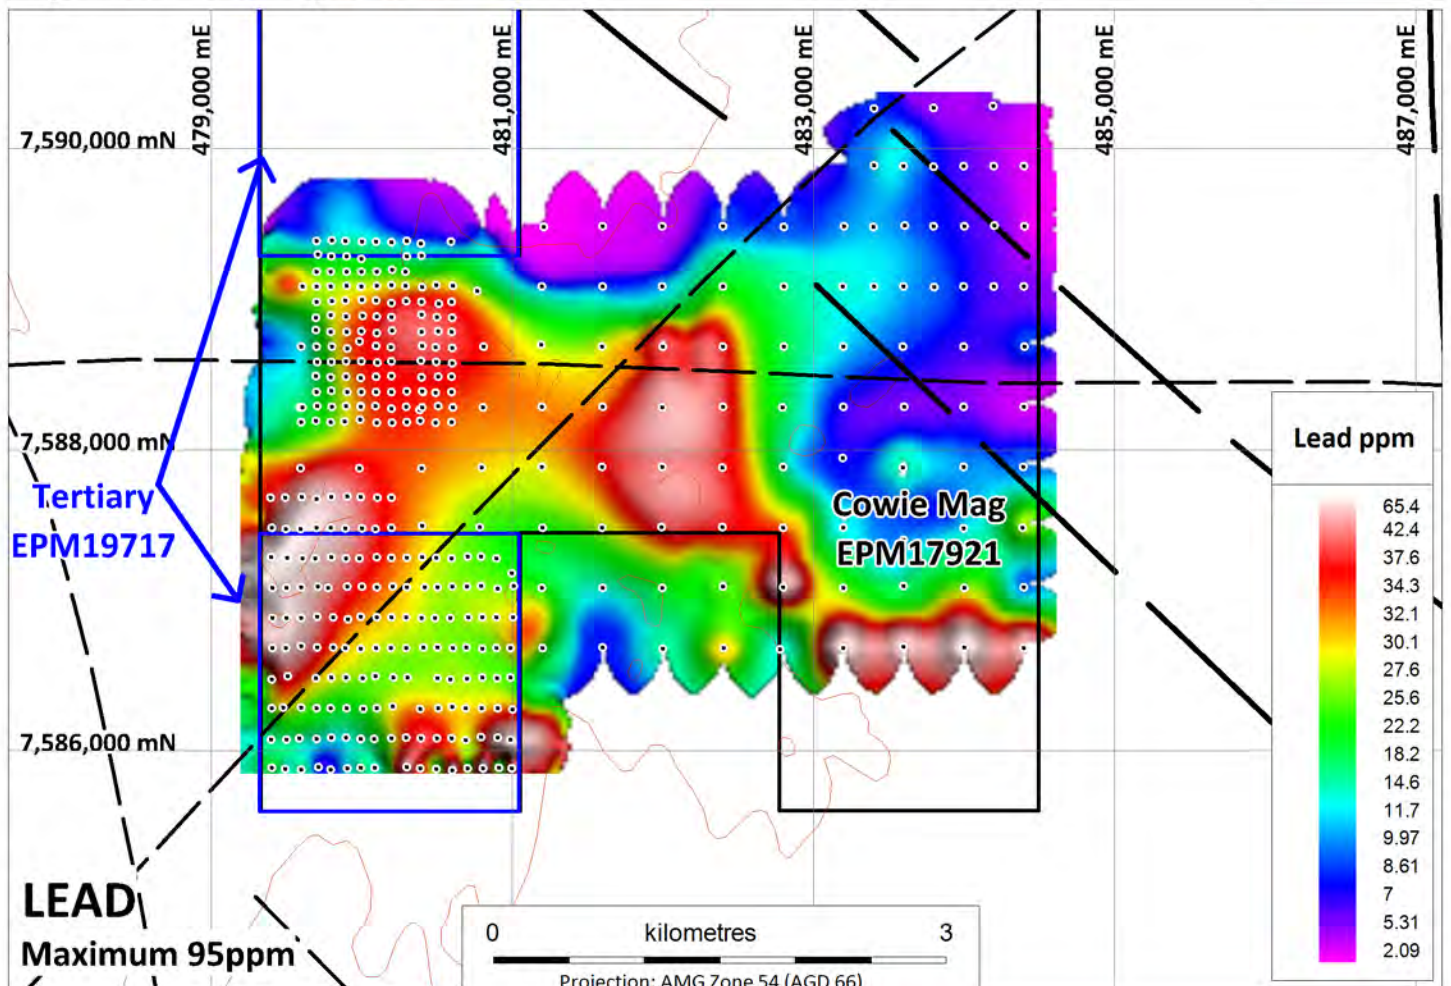 479,000 mE
481,000 mE
483,000 mE
485,000 mE
487,000 mE
7,590,000 mN
7,588,000 mN
7,586,000 mN
Tertiary
EPM19717
Cowie Mag
EPM17921
Lead ppm
65.4
42.4
37.6
34.3
32.1
30.1
27.6
25.6
22.2
18.2
14.6
11.7
9.97
8.61
7
5.31
2.09
LEAD
Maximum 95ppm
0 kilometres 3
Projection: AMG Zone 54 (AGD 66)